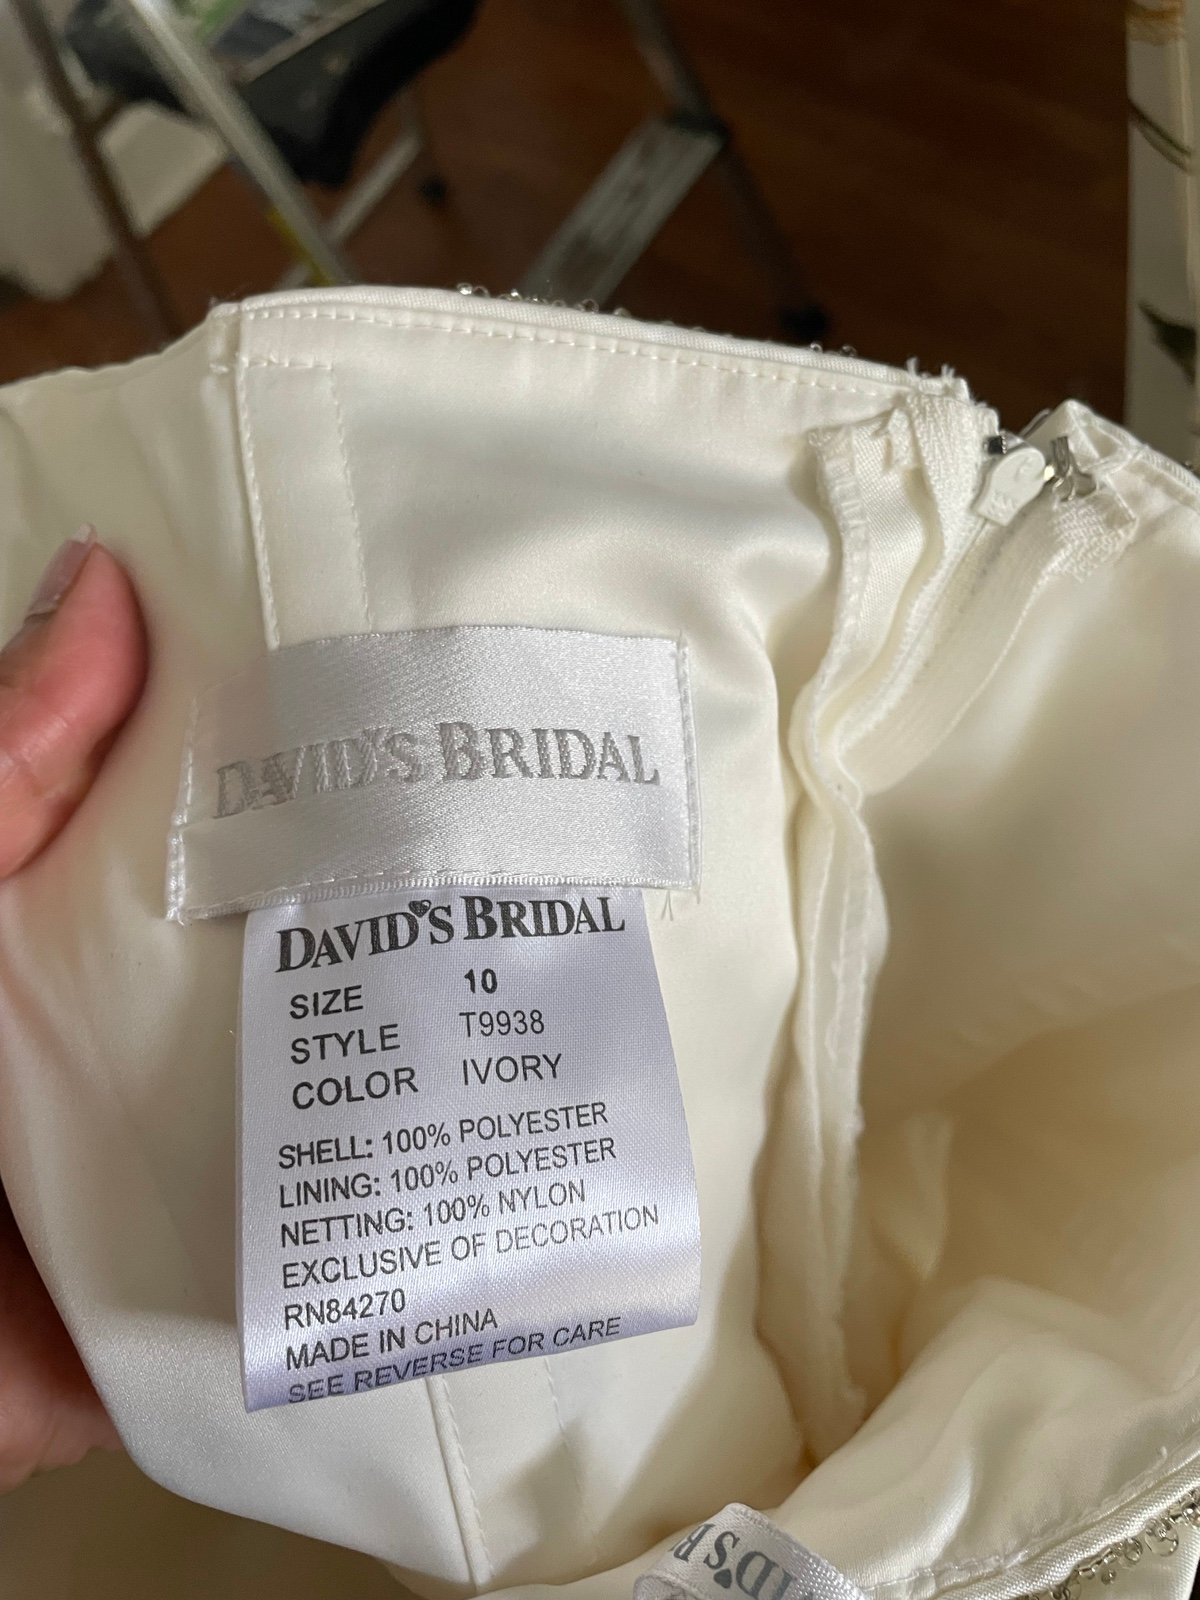 DAVID'S BRIDAL
DAVID'S BRIDAL
SIZE 10
STYLE T9938
COLOR IVORY
SHELL: 100% POLYESTER
LINING: 100% POLYESTER
NETTING: 100% NYLON
EXCLUSIVE OF DECORATION
RN84270
MADE IN CHINA
SEE REVERSE FOR CARE
ID'S B